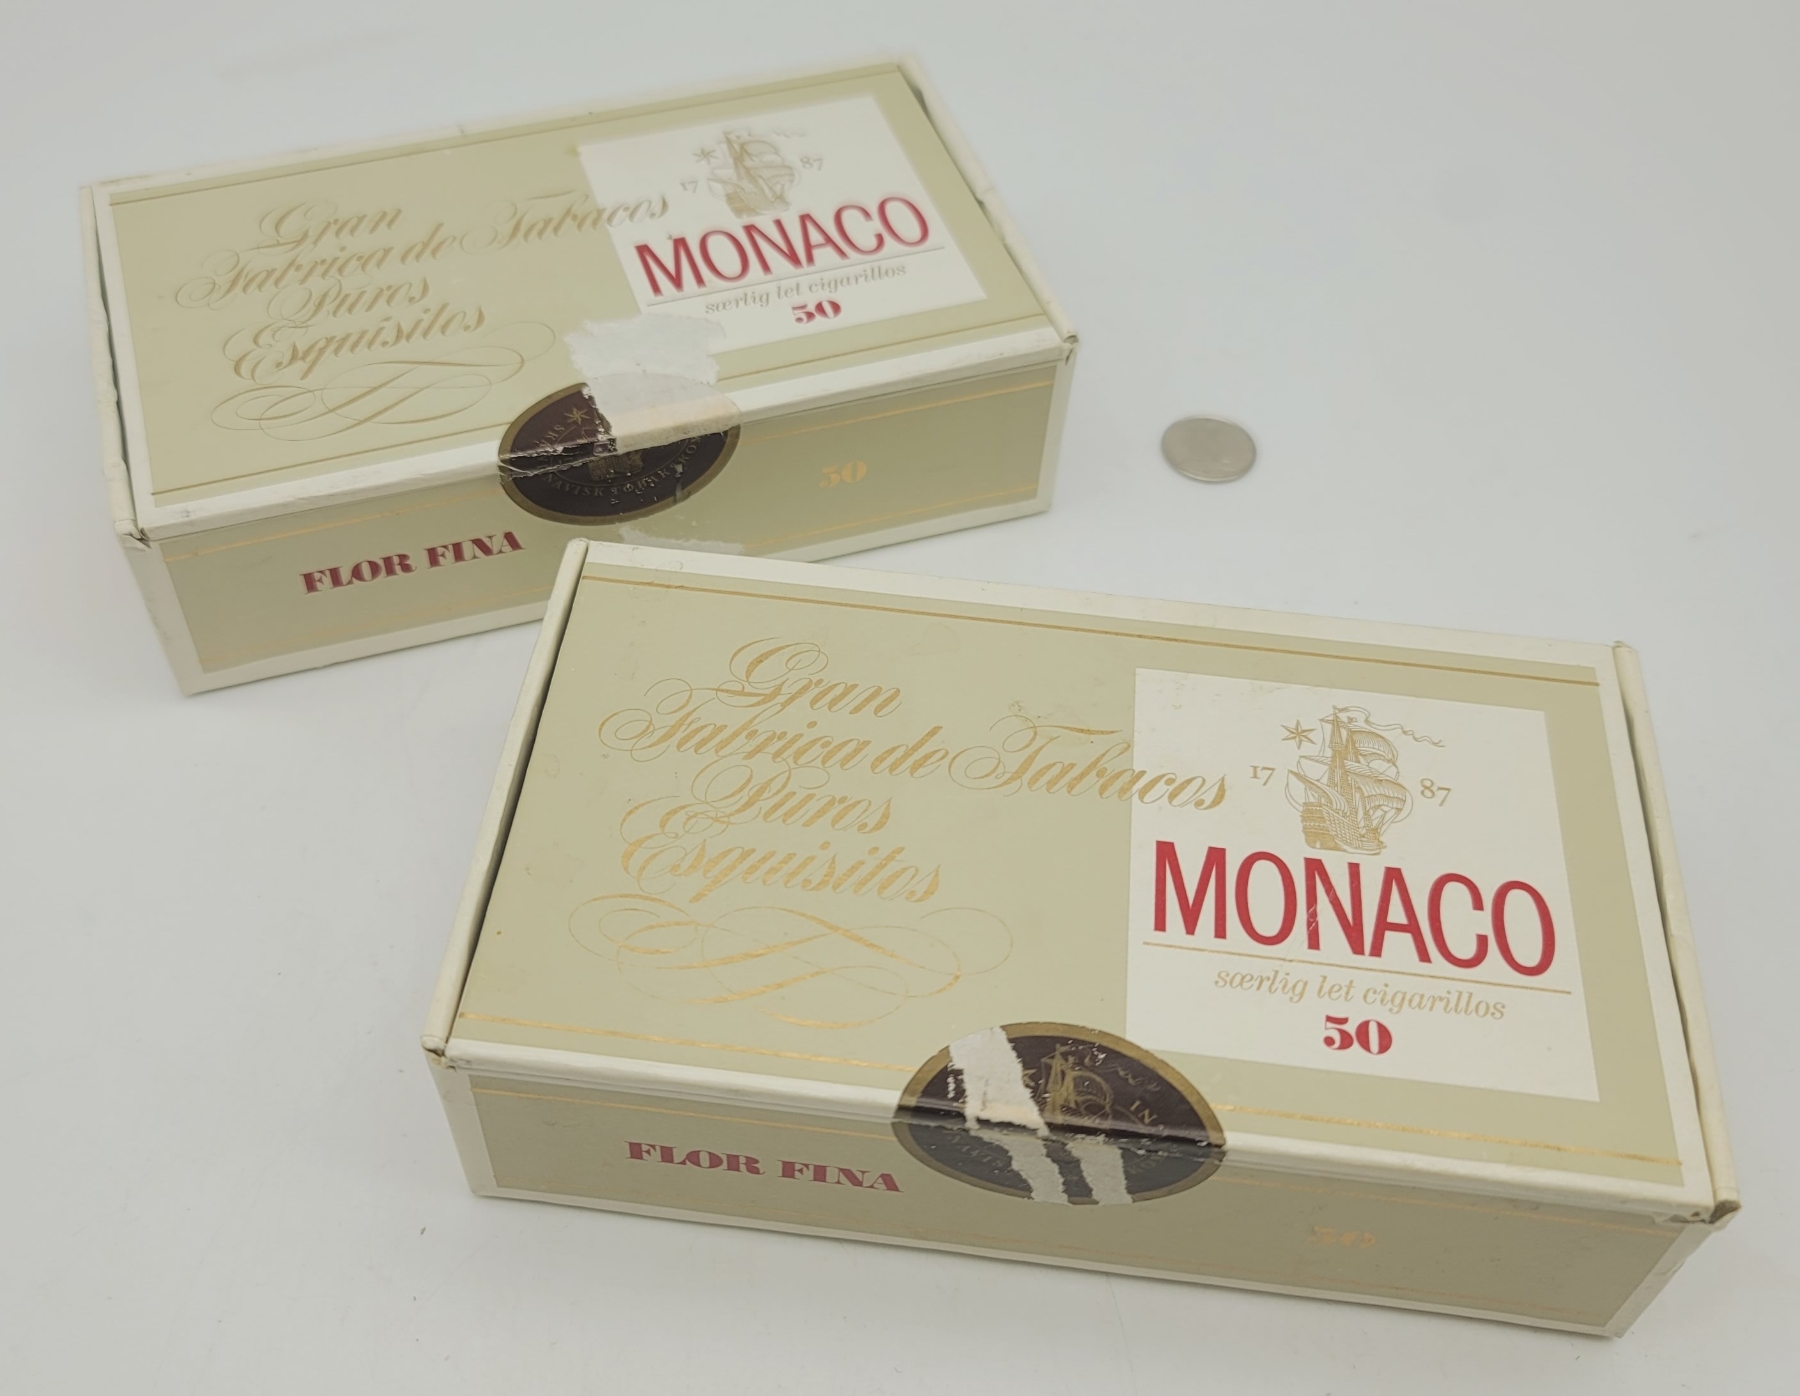 Gran
Fabrica de Tabacos
Puros
Esquisitos
17 87
MONACO
særlig let cigarillos
50
FLOR FINA
50
Gran
Fabrica de Tabacos
Puros
Esquisitos
17 87
MONACO
særlig let cigarillos
50
FLOR FINA